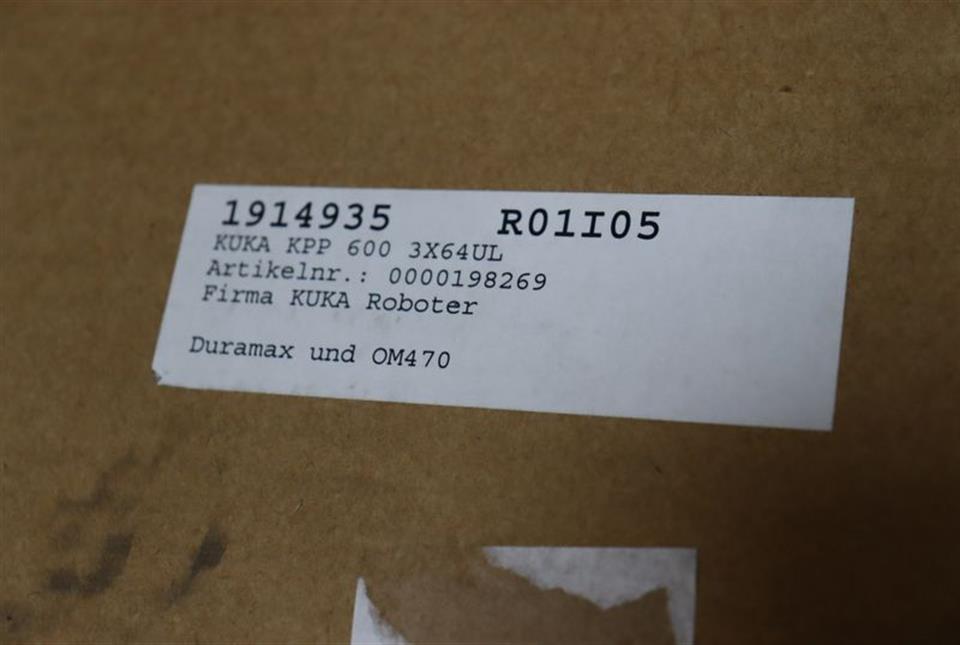 1914935 R01I05
KUKA KPP 600 3X64UL
Artikelnr.: 0000198269
Firma KUKA Roboter
Duramax und OM470